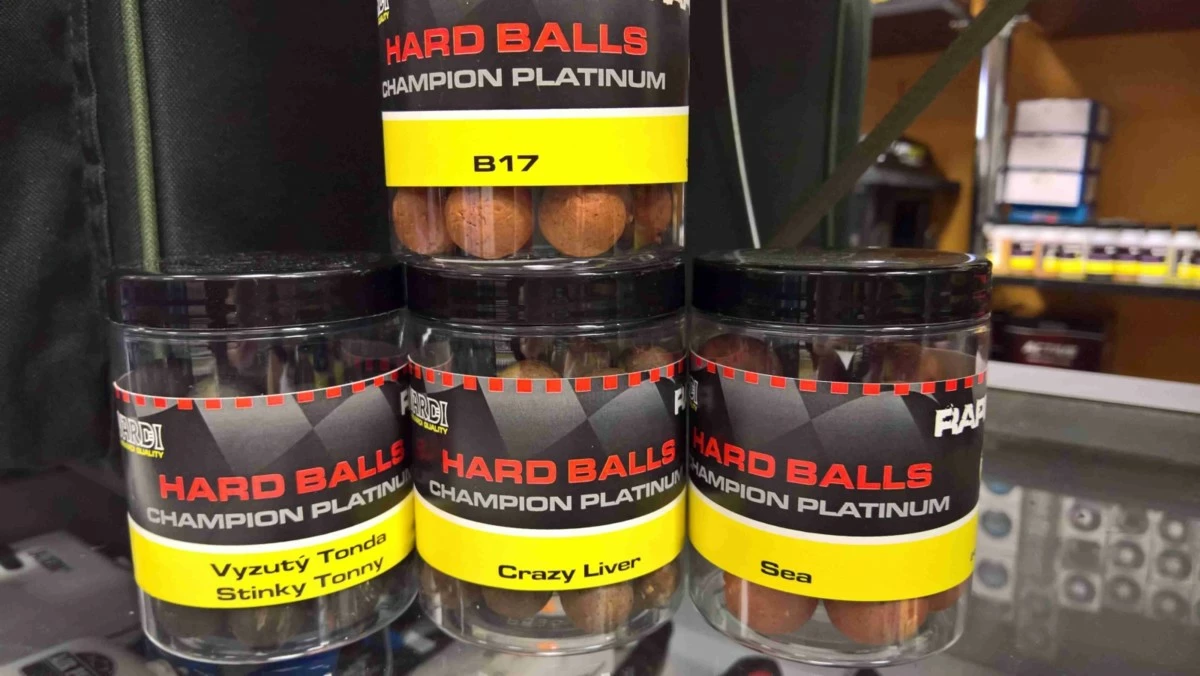 HARD BALLS
CHAMPION PLATINUM
B17
HARD BALLS
CHAMPION PLATINUM
Vyzutý Tonda
Stinky Tonny
HARD BALLS
CHAMPION PLATINUM
Crazy Liver
HARD BALLS
CHAMPION PLATINUM
Sea